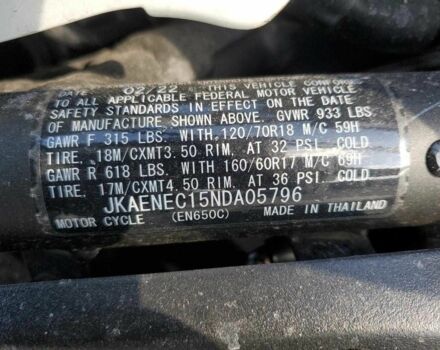 DATE 02/22 THIS VEHICLE CONFORMS
TO ALL APPLICABLE FEDERAL MOTOR VEHICLE
SAFETY STANDARDS IN EFFECT ON THE DATE
OF MANUFACTURE SHOWN ABOVE. GVWR 933 LBS.
GAWR F 315 LBS. WITH 120/70R18 M/C 59H
TIRE, 18M/CXMT3.50 RIM. AT 32 PSI. COLD
GAWR R 618 LBS. WITH 160/60R17 M/C 69H
TIRE, 17M/CXMT4.50 RIM. AT 36 PSI. COLD
JKAENEC15NDA05796
MOTOR CYCLE (EN650C) MADE IN THAILAND